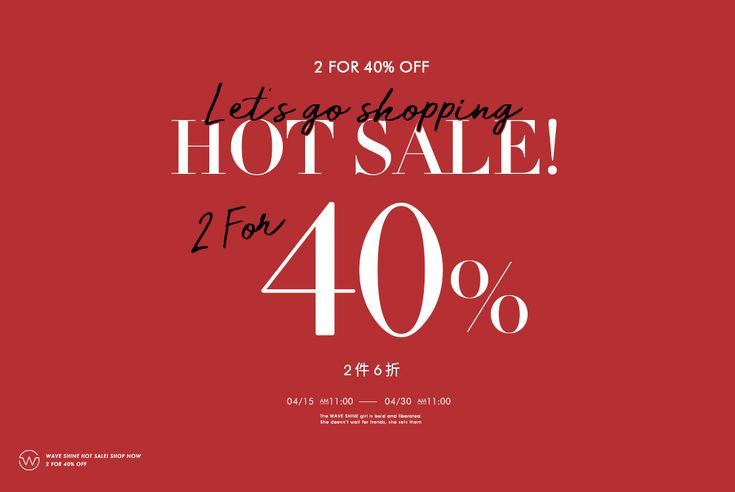 2 FOR 40% OFF
Let's go shopping
HOT SALE!
2 For
40%
2件6折
04/15 AM11:00 — 04/30 AM11:00
The WAVE SHINE girl is bold and liberated.
She doesn't wait for trends, she sets them
W
WAVE SHINE HOT SALE! SHOP NOW
2 FOR 40% OFF